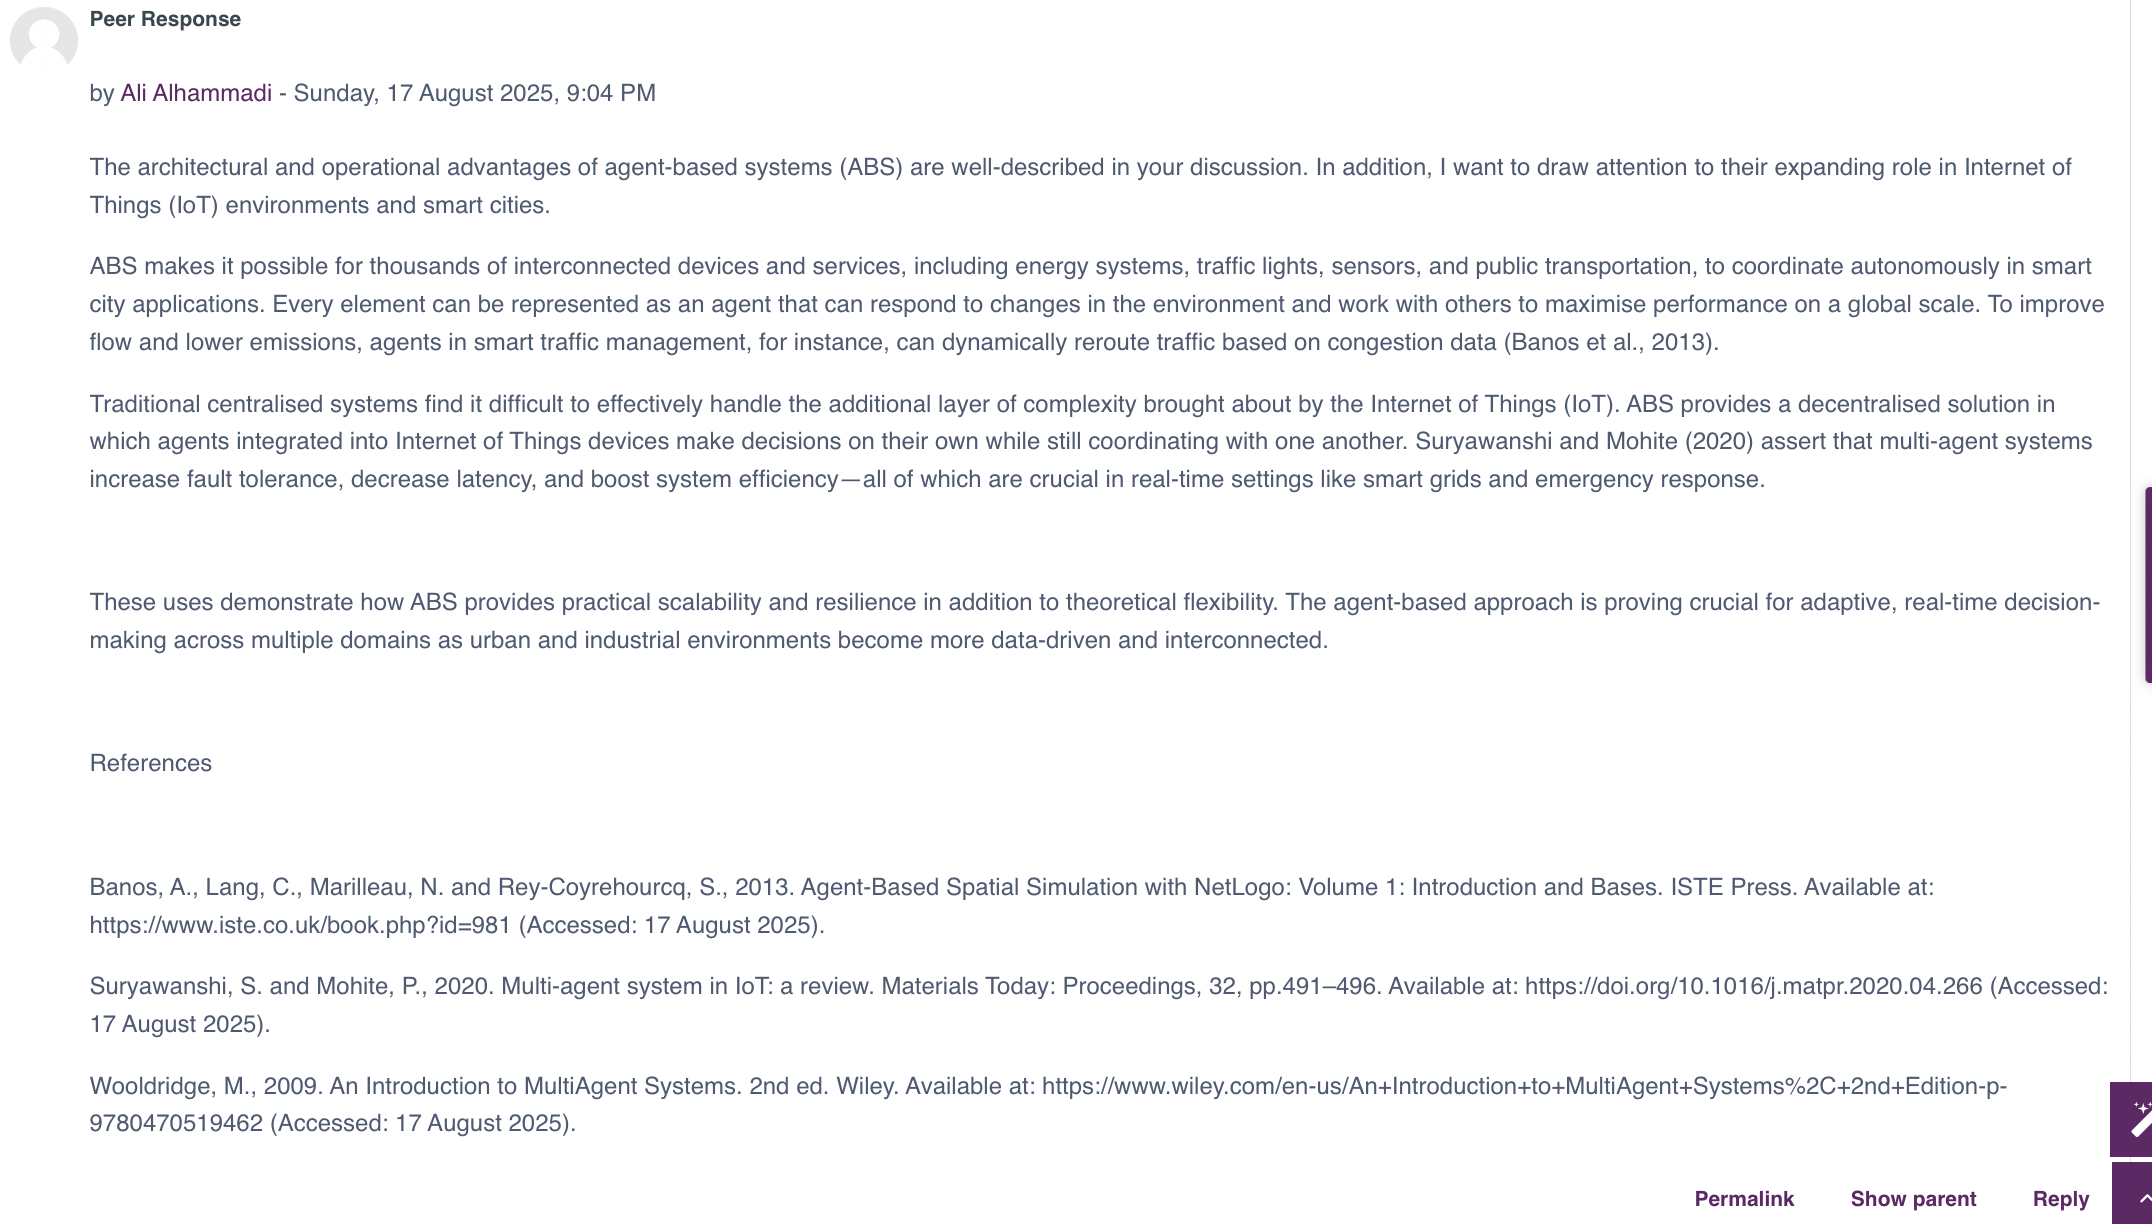 Peer Response
by Ali Alhammadi - Sunday, 17 August 2025, 9:04 PM
The architectural and operational advantages of agent-based systems (ABS) are well-described in your discussion. In addition, I want to draw attention to their expanding role in Internet of
Things (IoT) environments and smart cities.
ABS makes it possible for thousands of interconnected devices and services, including energy systems, traffic lights, sensors, and public transportation, to coordinate autonomously in smart
city applications. Every element can be represented as an agent that can respond to changes in the environment and work with others to maximise performance on a global scale. To improve
flow and lower emissions, agents in smart traffic management, for instance, can dynamically reroute traffic based on congestion data (Banos et al., 2013).
Traditional centralised systems find it difficult to effectively handle the additional layer of complexity brought about by the Internet of Things (IoT). ABS provides a decentralised solution in
which agents integrated into Internet of Things devices make decisions on their own while still coordinating with one another. Suryawanshi and Mohite (2020) assert that multi-agent systems
increase fault tolerance, decrease latency, and boost system efficiency—all of which are crucial in real-time settings like smart grids and emergency response.
These uses demonstrate how ABS provides practical scalability and resilience in addition to theoretical flexibility. The agent-based approach is proving crucial for adaptive, real-time decision-
making across multiple domains as urban and industrial environments become more data-driven and interconnected.
References
Banos, A., Lang, C., Marilleau, N. and Rey-Coyrehourcq, S., 2013. Agent-Based Spatial Simulation with NetLogo: Volume 1: Introduction and Bases. ISTE Press. Available at:
https://www.iste.co.uk/book.php?id=981 (Accessed: 17 August 2025).
Suryawanshi, S. and Mohite, P., 2020. Multi-agent system in IoT: a review. Materials Today: Proceedings, 32, pp.491–496. Available at: https://doi.org/10.1016/j.matpr.2020.04.266 (Accessed:
17 August 2025).
Wooldridge, M., 2009. An Introduction to MultiAgent Systems. 2nd ed. Wiley. Available at: https://www.wiley.com/en-us/An+Introduction+to+MultiAgent+Systems%2C+2nd+Edition-p-
9780470519462 (Accessed: 17 August 2025).
Permalink Show parent Reply